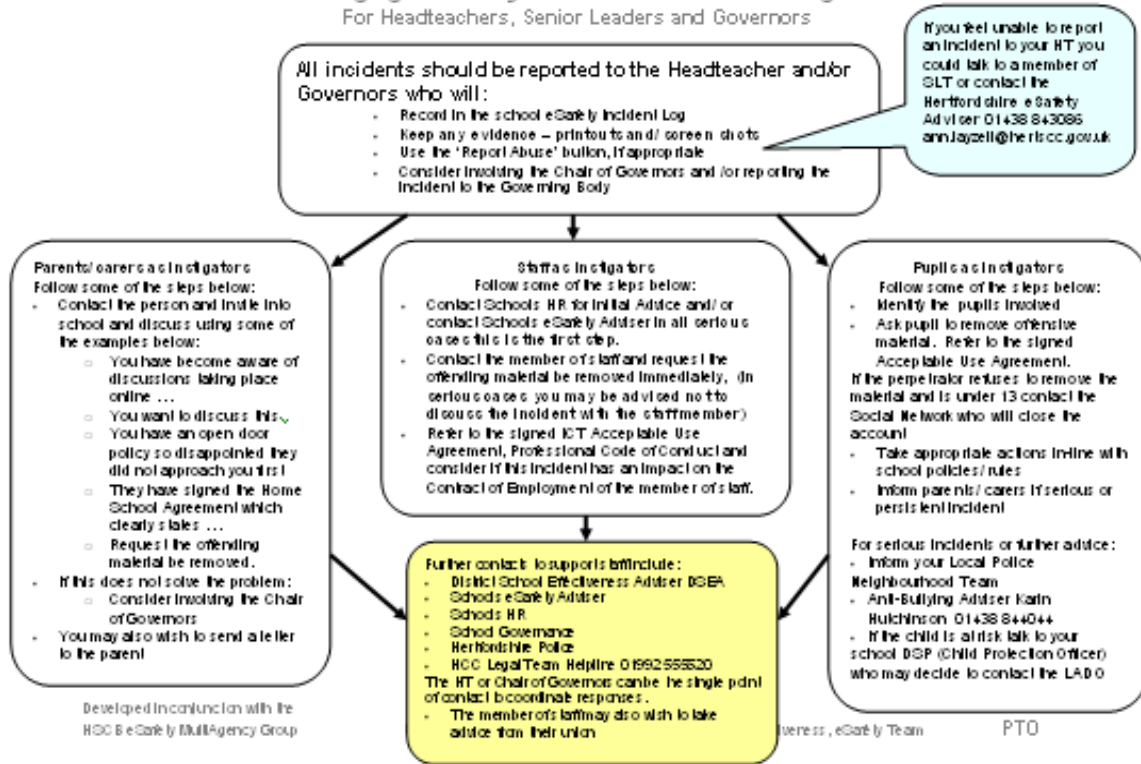 For Headteachers, Senior Leaders and Governors
If you feel unable to report
an incident to your HT you
could talk to a member of
SLT or contact the
Hertfordshire eSafety
Adviser 01438 843086
ann.layzell@hertscc.gov.uk
All incidents should be reported to the Headteacher and/or
Governors who will:
- Record in the school eSafety Incident Log
- Keep any evidence – printouts and/ screen shots
- Use the 'Report Abuse' button, if appropriate
- Consider involving the Chair of Governors and /or reporting the
incident to the Governing Body
Parents/carers as instigators
Follow some of the steps below:
- Contact the person and invite into
school and discuss using some of
the examples below:
○ You have become aware of
discussions taking place
online ...
○ You want to discuss this
○ You have an open door
policy so disappointed they
did not approach you first
○ They have signed the Home
School Agreement which
clearly states ...
○ Request the offending
material be removed.
- If this does not solve the problem:
○ Consider involving the Chair
of Governors
- You may also wish to send a letter
to the parent
Staff as instigators
Follow some of the steps below:
- Contact Schools HR for initial Advice and/ or
contact Schools eSafety Adviser in all serious
cases this is the first step.
- Contact the member of staff and request the
offending material be removed immediately, (in
serious cases you may be advised not to
discuss the incident with the staff member)
- Refer to the signed ICT Acceptable Use
Agreement, Professional Code of Conduct and
consider if this incident has an impact on the
Contract of Employment of the member of staff.
Pupils as instigators
Follow some of the steps below:
- Identify the pupils involved
- Ask pupil to remove offensive
material. Refer to the signed
Acceptable Use Agreement.
If the perpetrator refuses to remove the
material and is under 13 contact the
Social Network who will close the
account
- Take appropriate actions in-line with
school policies/ rules
- Inform parents/ carers if serious or
persistent incident
For serious incidents or further advice:
- Inform your Local Police
Neighbourhood Team
- Anti-Bullying Adviser Karin
Hutchinson 01438 844044
- If the child is at risk talk to your
school DSP (Child Protection Officer)
who may decide to contact the LADO
Further contacts to support staff include:
- District School Effectiveness Adviser DSEA
- Schools eSafety Adviser
- Schools HR
- School Governance
- Hertfordshire Police
- HCC Legal Team Helpline 01992 555520
The HT or Chair of Governors can be the single point
of contact to coordinate responses.
- The member of staff may also wish to take
advice from their union
Developed in conjunction with the
HSCB eSafety MultiAgency Group
eSafety Team
PTO